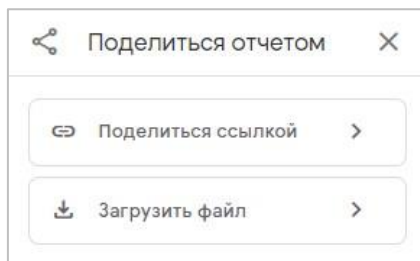 Поделиться отчетом
Поделиться ссылкой
Загрузить файл